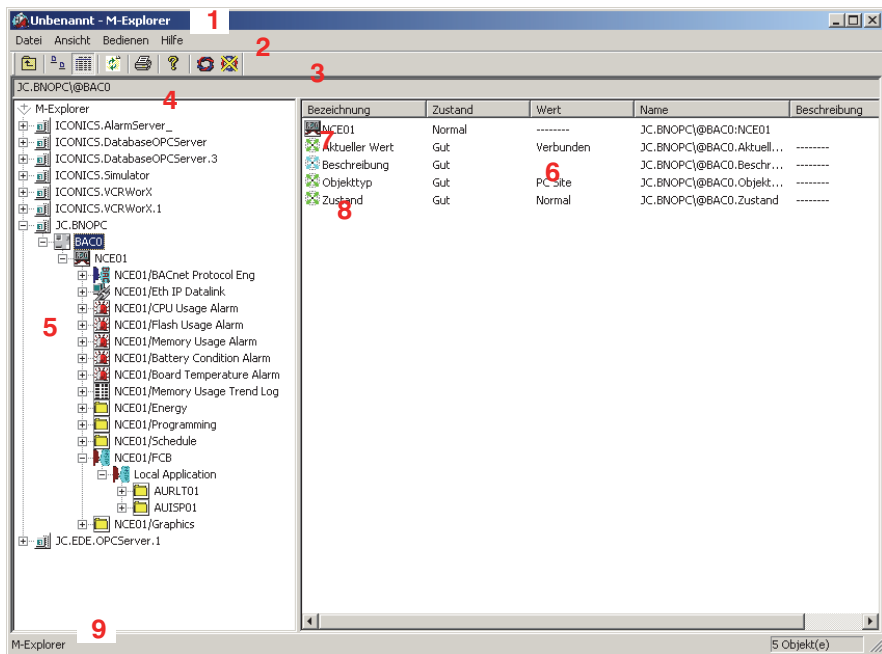 Unbenannt - M-Explorer 1
Datei Ansicht Bedienen Hilfe 2
3
JC.BNOPC\@BAC0 4
M-Explorer
ICONICS.AlarmServer_
ICONICS.DatabaseOPCServer
ICONICS.DatabaseOPCServer.3
ICONICS.Simulator
ICONICS.VCRWorX
ICONICS.VCRWorX.1
JC.BNOPC
BAC0
NCE01
NCE01/BACnet Protocol Eng
NCE01/Eth IP Datalink
NCE01/CPU Usage Alarm
5 NCE01/Flash Usage Alarm
NCE01/Memory Usage Alarm
NCE01/Battery Condition Alarm
NCE01/Board Temperature Alarm
NCE01/Memory Usage Trend Log
NCE01/Energy
NCE01/Programming
NCE01/Schedule
NCE01/FCB
Local Application
AURLT01
AUISP01
NCE01/Graphics
JC.EDE.OPCServer.1
Bezeichnung Zustand Wert Name Beschreibung
NCE01 Normal -------- JC.BNOPC\@BAC0:NCE01
7
Aktueller Wert Gut Verbunden JC.BNOPC\@BAC0.Aktuell... --------
Beschreibung Gut JC.BNOPC\@BAC0.Beschr... --------
6
Objekttyp Gut PC Site JC.BNOPC\@BAC0.Objekt... --------
Zustand Gut Normal JC.BNOPC\@BAC0.Zustand --------
8
M-Explorer 9 5 Objekt(e)